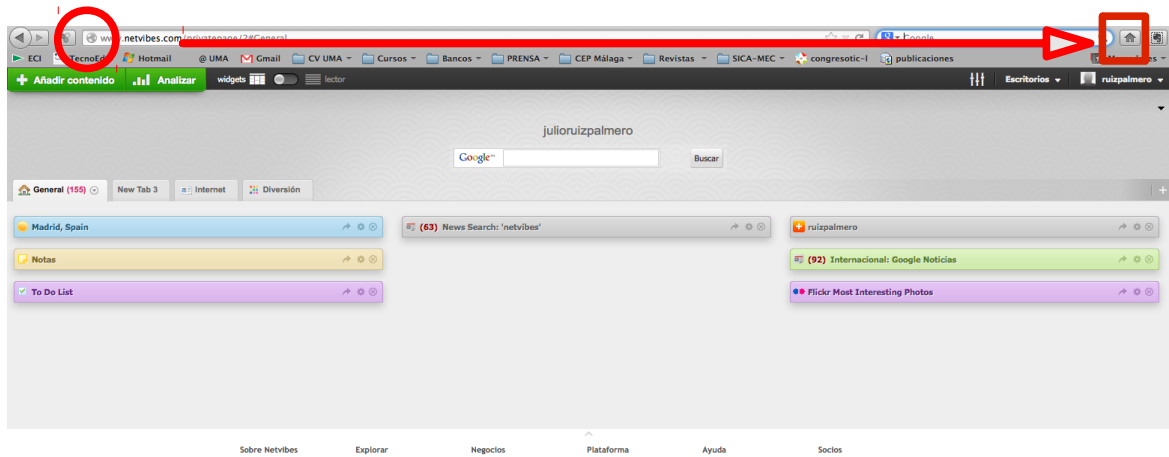 www.netvibes.com/privatepage/2#General
Google
ECI TecnoEd Hotmail @ UMA Gmail CV UMA Cursos Bancos PRENSA CEP Málaga Revistas SICA-MEC congresotic-l publicaciones
Añadir contenido Analizar widgets lector Escritorios ruizpalmero
julioruizpalmero
Google Buscar
General (155) New Tab 3 Internet Diversión
Madrid, Spain (63) News Search: 'netvibes' ruizpalmero
Notas (92) Internacional: Google Noticias
To Do List Flickr Most Interesting Photos
Sobre Netvibes Explorar Negocios Plataforma Ayuda Socios